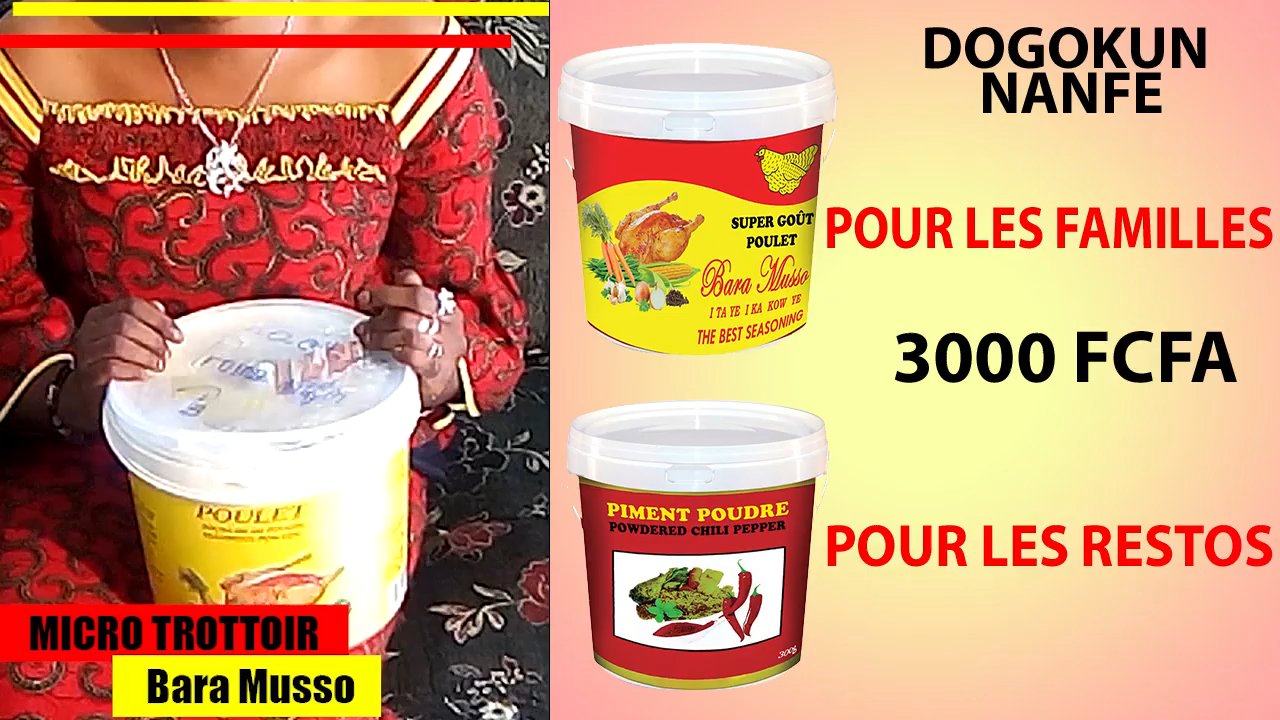 POULET
MICRO TROTTOIR
Bara Musso
DOGOKUN
NANFE
SUPER GOÛT
POULET
Bara Musso
I TA YE I KA KOW YE
THE BEST SEASONING
POUR LES FAMILLES
3000 FCFA
PIMENT POUDRE
POWDERED CHILI PEPPER
300g
POUR LES RESTOS